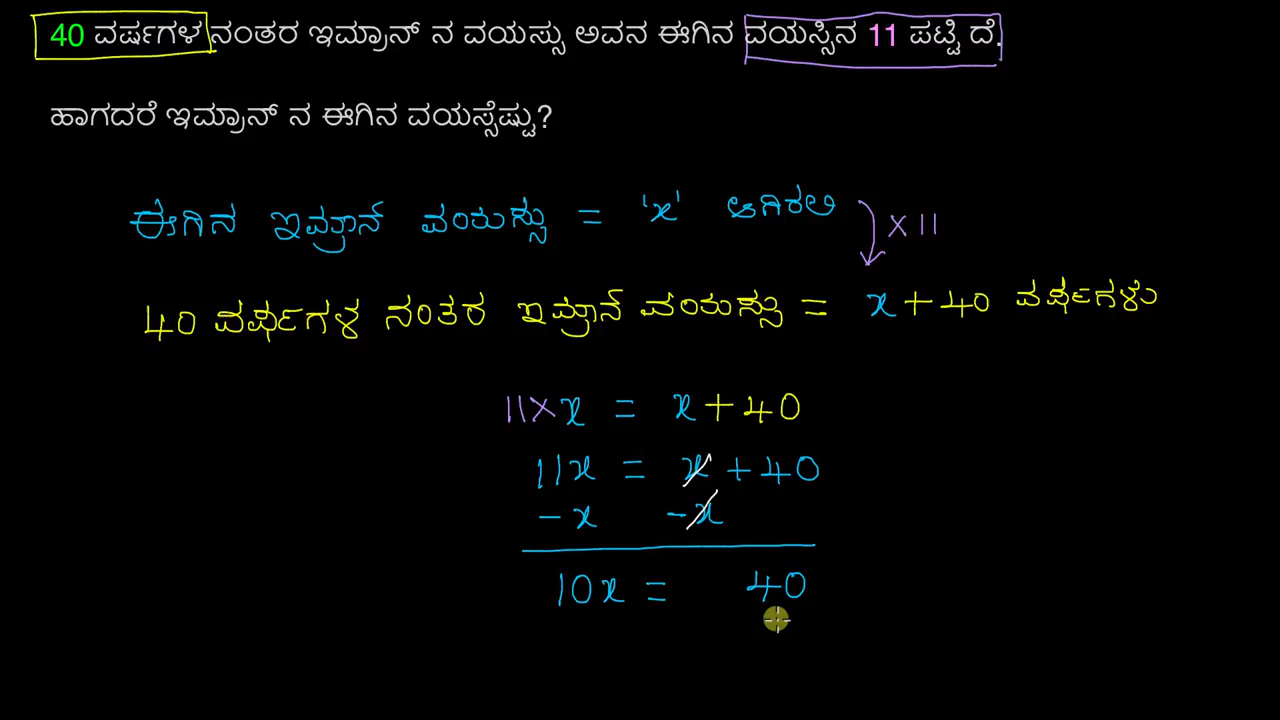 40 ವರ್ಷಗಳ ನಂತರ ಇಮ್ರಾನ್ ನ ವಯಸ್ಸು ಅವನ ಈಗಿನ ವಯಸ್ಸಿನ 11 ಪಟ್ಟಿ ದೆ.
ಹಾಗದರೆ ಇಮ್ರಾನ್ ನ ಈಗಿನ ವಯಸ್ಸೆಷ್ಟು?
ಈಗಿನ ಇಮ್ರಾನ್ ವಯಸ್ಸು = 'x' ಆಗಿರಲಿ
×11
40 ವರ್ಷಗಳ ನಂತರ ಇಮ್ರಾನ್ ವಯಸ್ಸು = x + 40 ವರ್ಷಗಳು
11× x = x + 40
11x = x + 40
- x - x
10x = 40